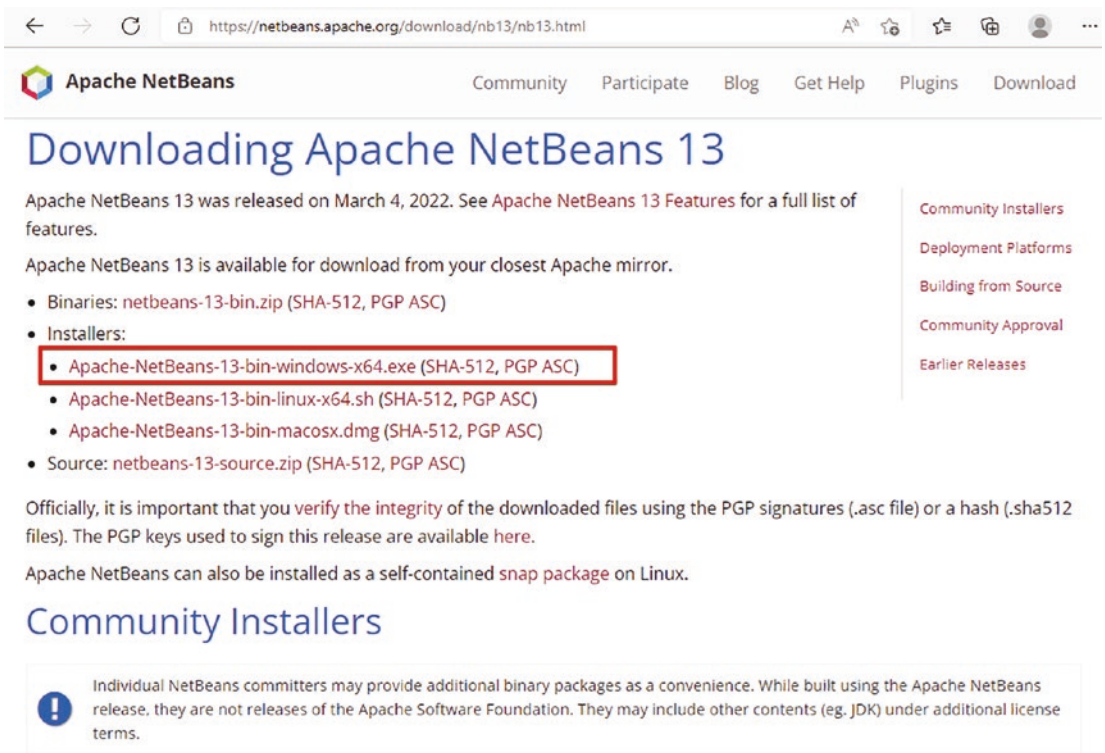 https://netbeans.apache.org/download/nb13/nb13.html
Apache NetBeans
Community Participate Blog Get Help Plugins Download
Downloading Apache NetBeans 13
Apache NetBeans 13 was released on March 4, 2022. See Apache NetBeans 13 Features for a full list of
features.
Apache NetBeans 13 is available for download from your closest Apache mirror.
• Binaries: netbeans-13-bin.zip (SHA-512, PGP ASC)
• Installers:
• Apache-NetBeans-13-bin-windows-x64.exe (SHA-512, PGP ASC)
• Apache-NetBeans-13-bin-linux-x64.sh (SHA-512, PGP ASC)
• Apache-NetBeans-13-bin-macosx.dmg (SHA-512, PGP ASC)
• Source: netbeans-13-source.zip (SHA-512, PGP ASC)
Community Installers
Deployment Platforms
Building from Source
Community Approval
Earlier Releases
Officially, it is important that you verify the integrity of the downloaded files using the PGP signatures (.asc file) or a hash (.sha512
files). The PGP keys used to sign this release are available here.
Apache NetBeans can also be installed as a self-contained snap package on Linux.
Community Installers
Individual NetBeans committers may provide additional binary packages as a convenience. While built using the Apache NetBeans
release, they are not releases of the Apache Software Foundation. They may include other contents (eg. JDK) under additional license
terms.